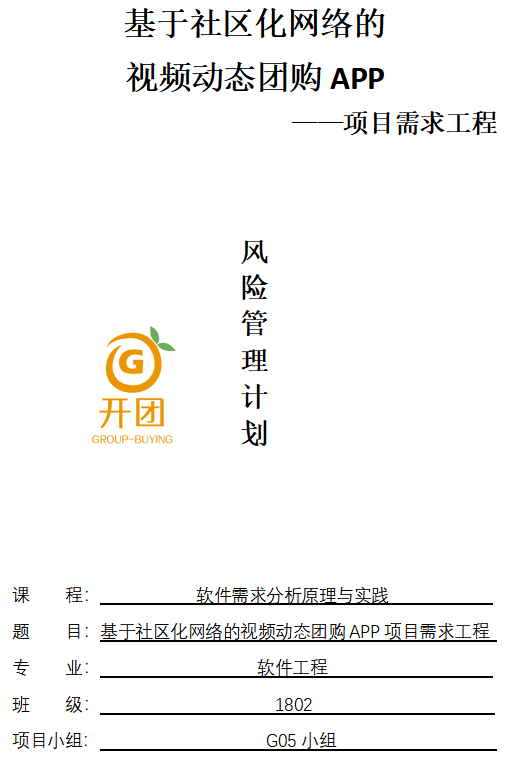 基于社区化网络的
视频动态团购 APP
——项目需求工程
风
险
管
理
计
划
G
开团
GROUP-BUYING
课 程： 软件需求分析原理与实践
题 目： 基于社区化网络的视频动态团购 APP 项目需求工程
专 业： 软件工程
班 级： 1802
项目小组: G05 小组